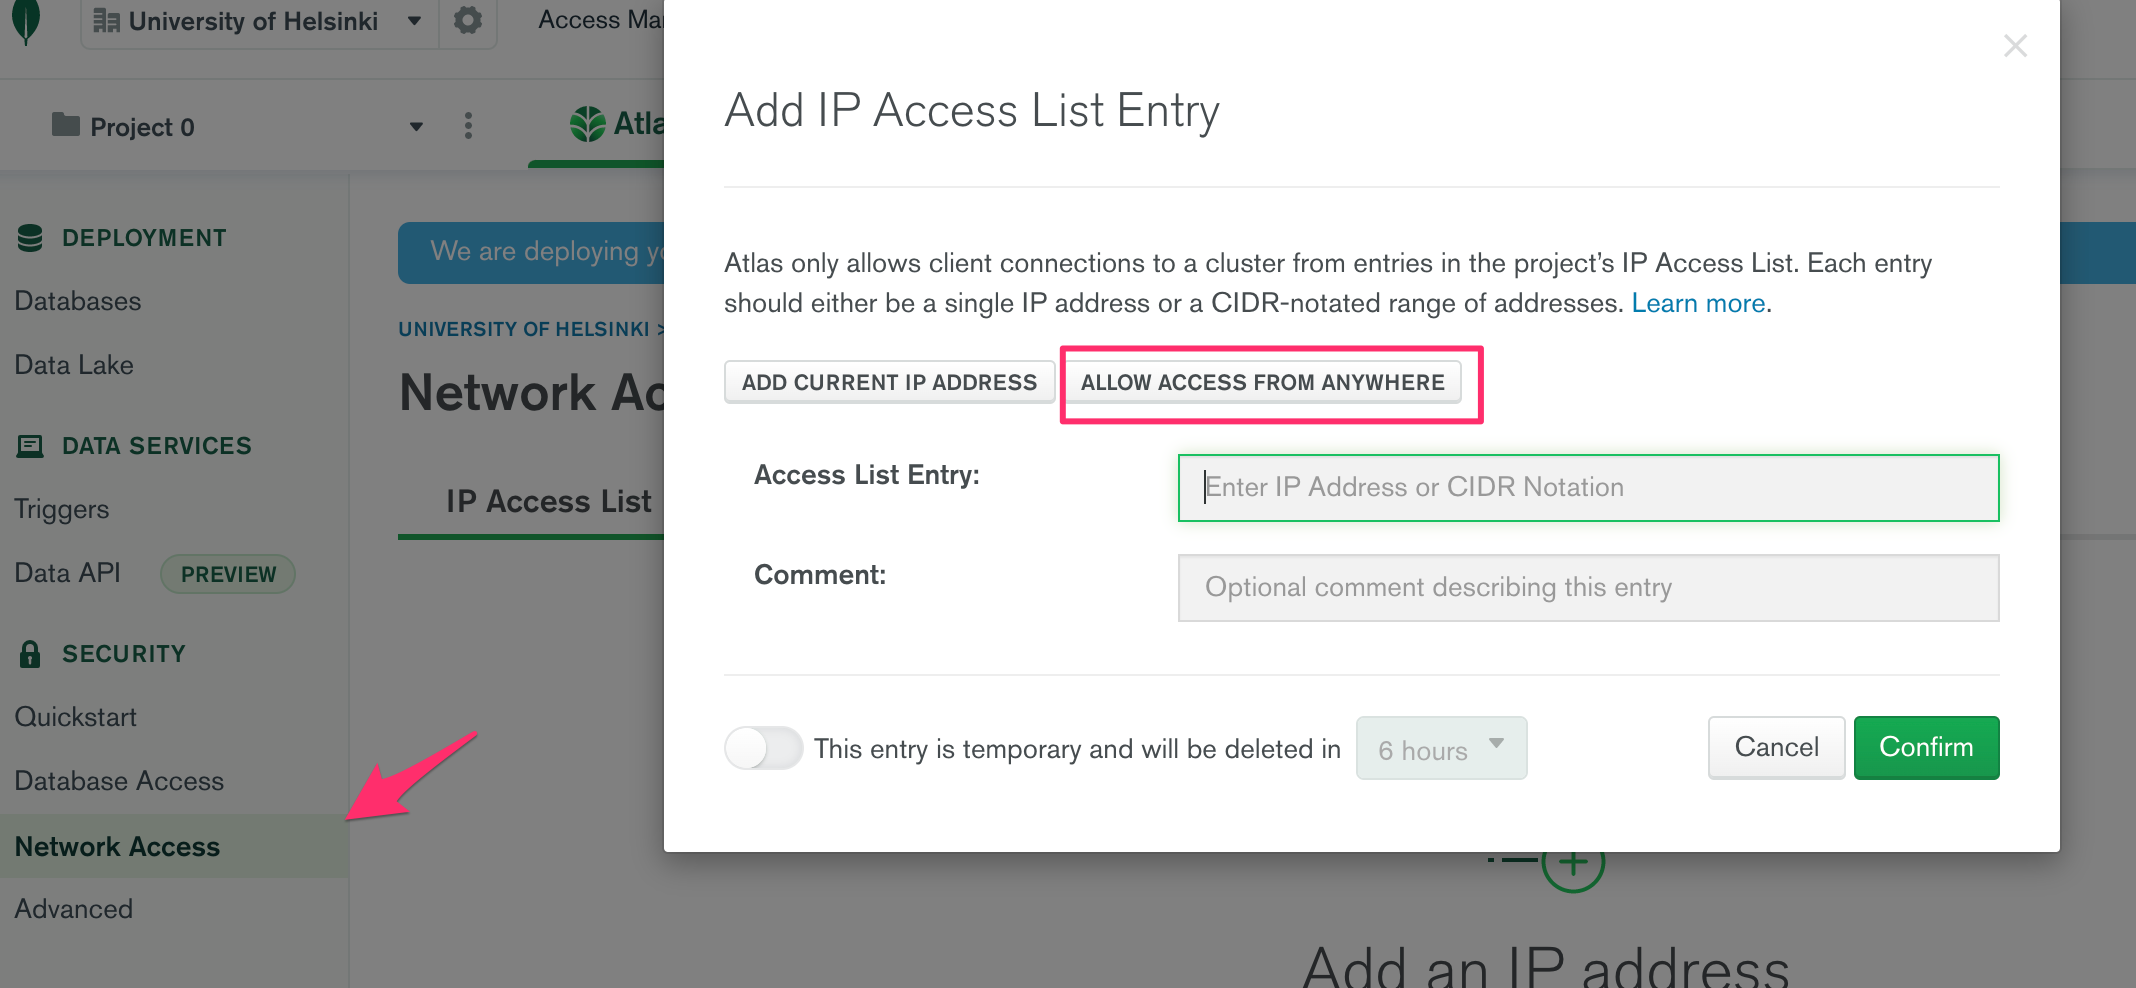 University of Helsinki
Access Ma
Project 0
Atla
DEPLOYMENT
Databases
Data Lake
DATA SERVICES
Triggers
Data API PREVIEW
SECURITY
Quickstart
Database Access
Network Access
Advanced
We are deploying yo
UNIVERSITY OF HELSINKI >
Network Ac
IP Access List
Add IP Access List Entry
Atlas only allows client connections to a cluster from entries in the project’s IP Access List. Each entry
should either be a single IP address or a CIDR-notated range of addresses. Learn more.
ADD CURRENT IP ADDRESS ALLOW ACCESS FROM ANYWHERE
Access List Entry: Enter IP Address or CIDR Notation
Comment: Optional comment describing this entry
This entry is temporary and will be deleted in 6 hours Cancel Confirm
Add an IP address